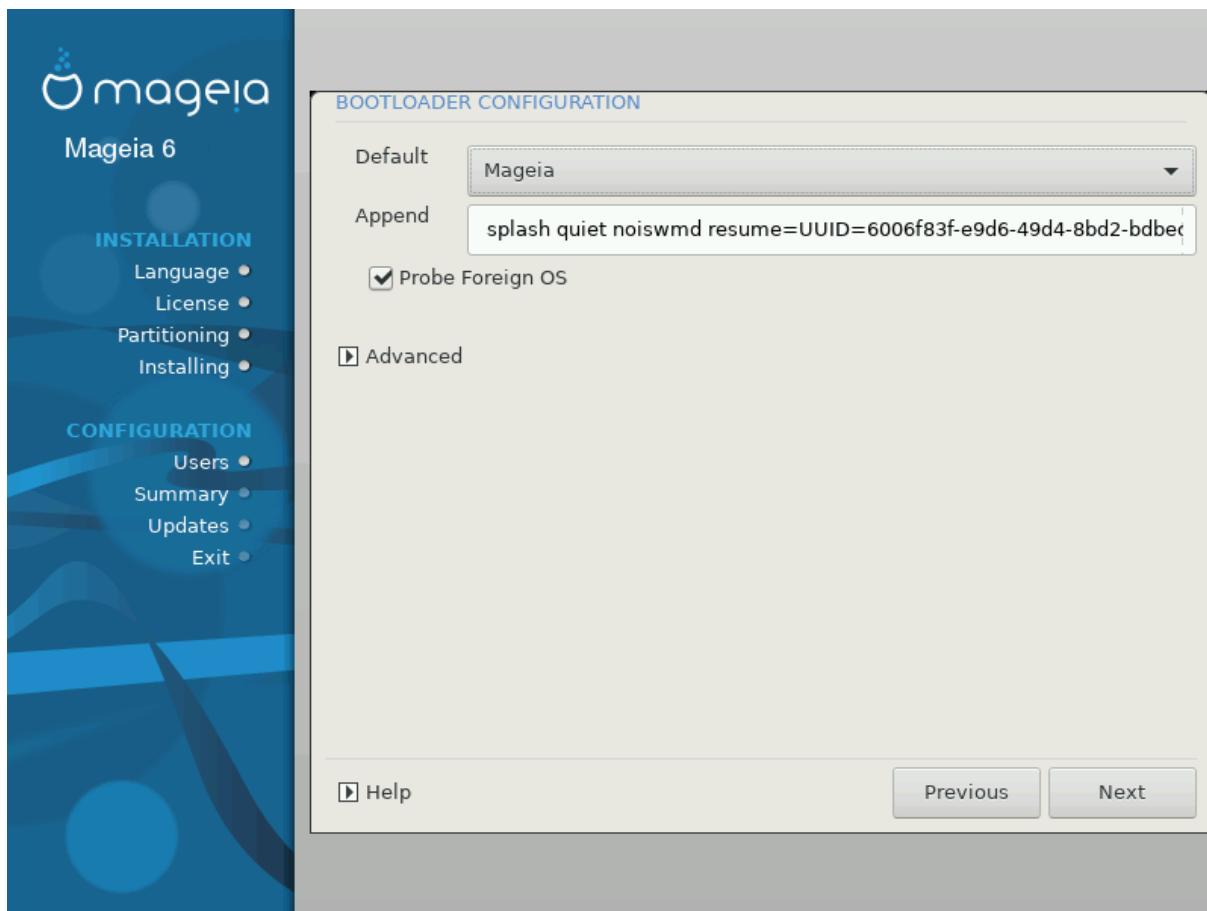 mageia
Mageia 6
INSTALLATION
Language
License
Partitioning
Installing
CONFIGURATION
Users
Summary
Updates
Exit
BOOTLOADER CONFIGURATION
Default
Mageia
Append
splash quiet noiswmd resume=UUID=6006f83f-e9d6-49d4-8bd2-bdbec
Probe Foreign OS
Advanced
Help
Previous
Next